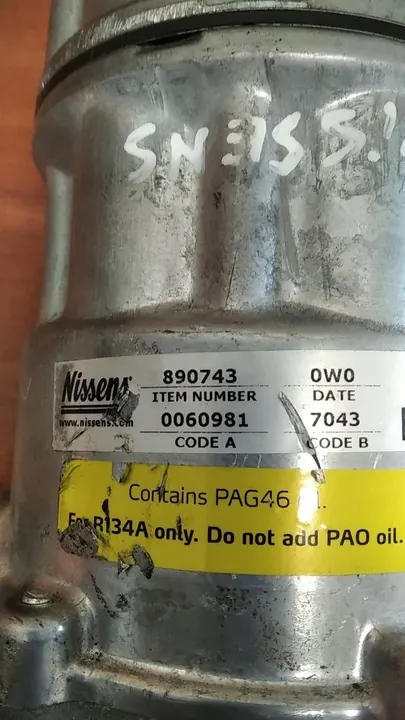 Nissens
www.nissens.com
890743
ITEM NUMBER
0060981
CODE A
0W0
DATE
7043
CODE B
Contains PAG46
For R134A only. Do not add PAO oil.